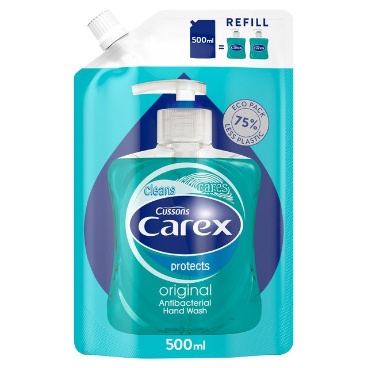 REFILL
500ml
=
ECO PACK
75%
LESS PLASTIC
cleans cares
Cussons
Carex
protects
original
Antibacterial
Hand Wash
500ml